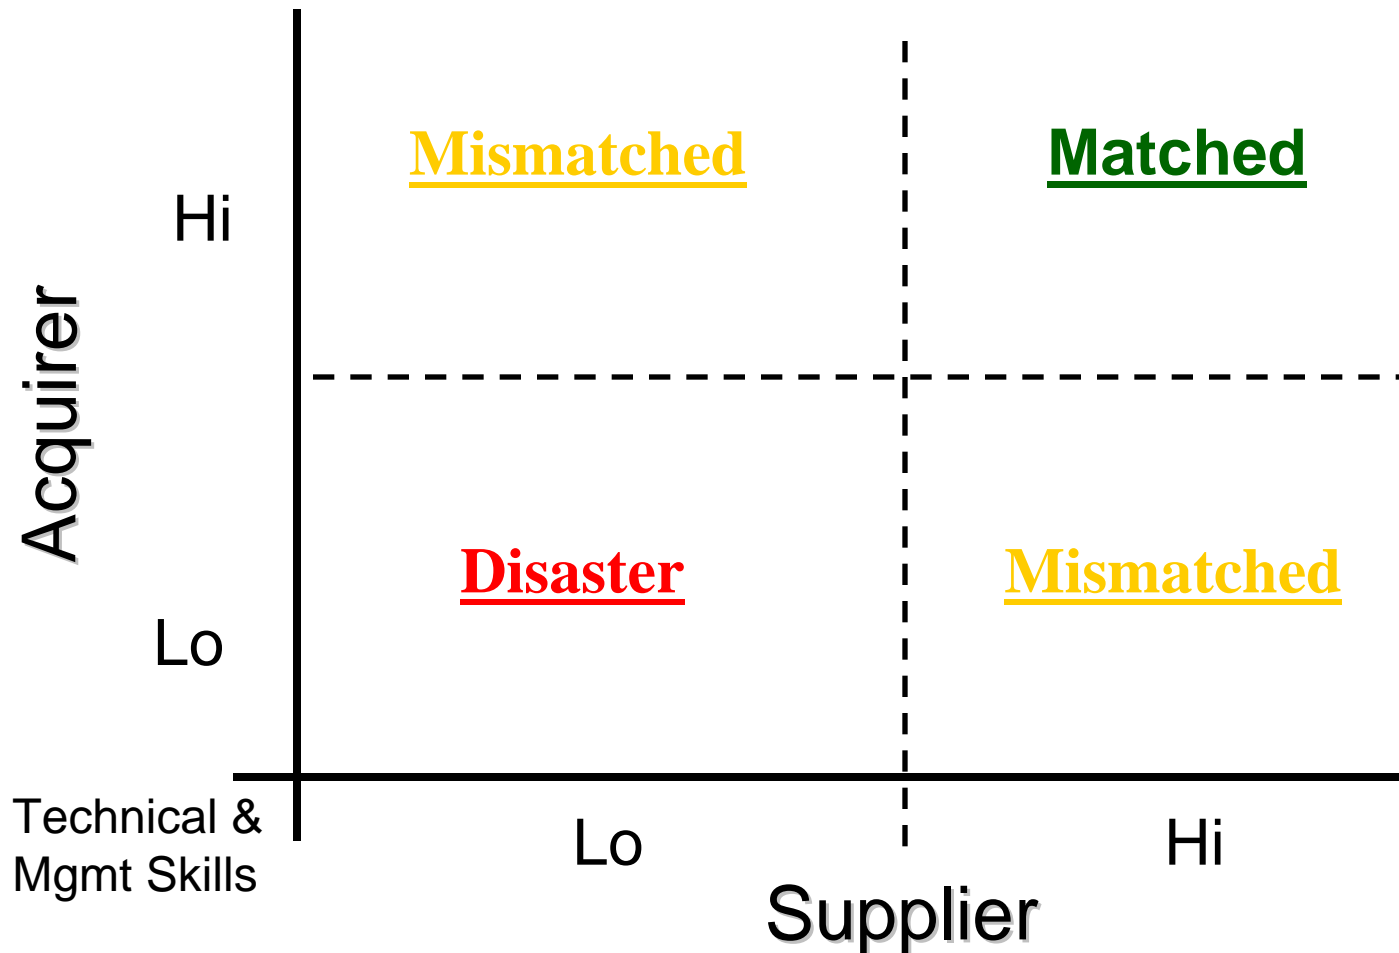 Mismatched
Matched
Hi
Acquirer
Disaster
Mismatched
Lo
Technical &
Mgmt Skills
Lo
Hi
Supplier